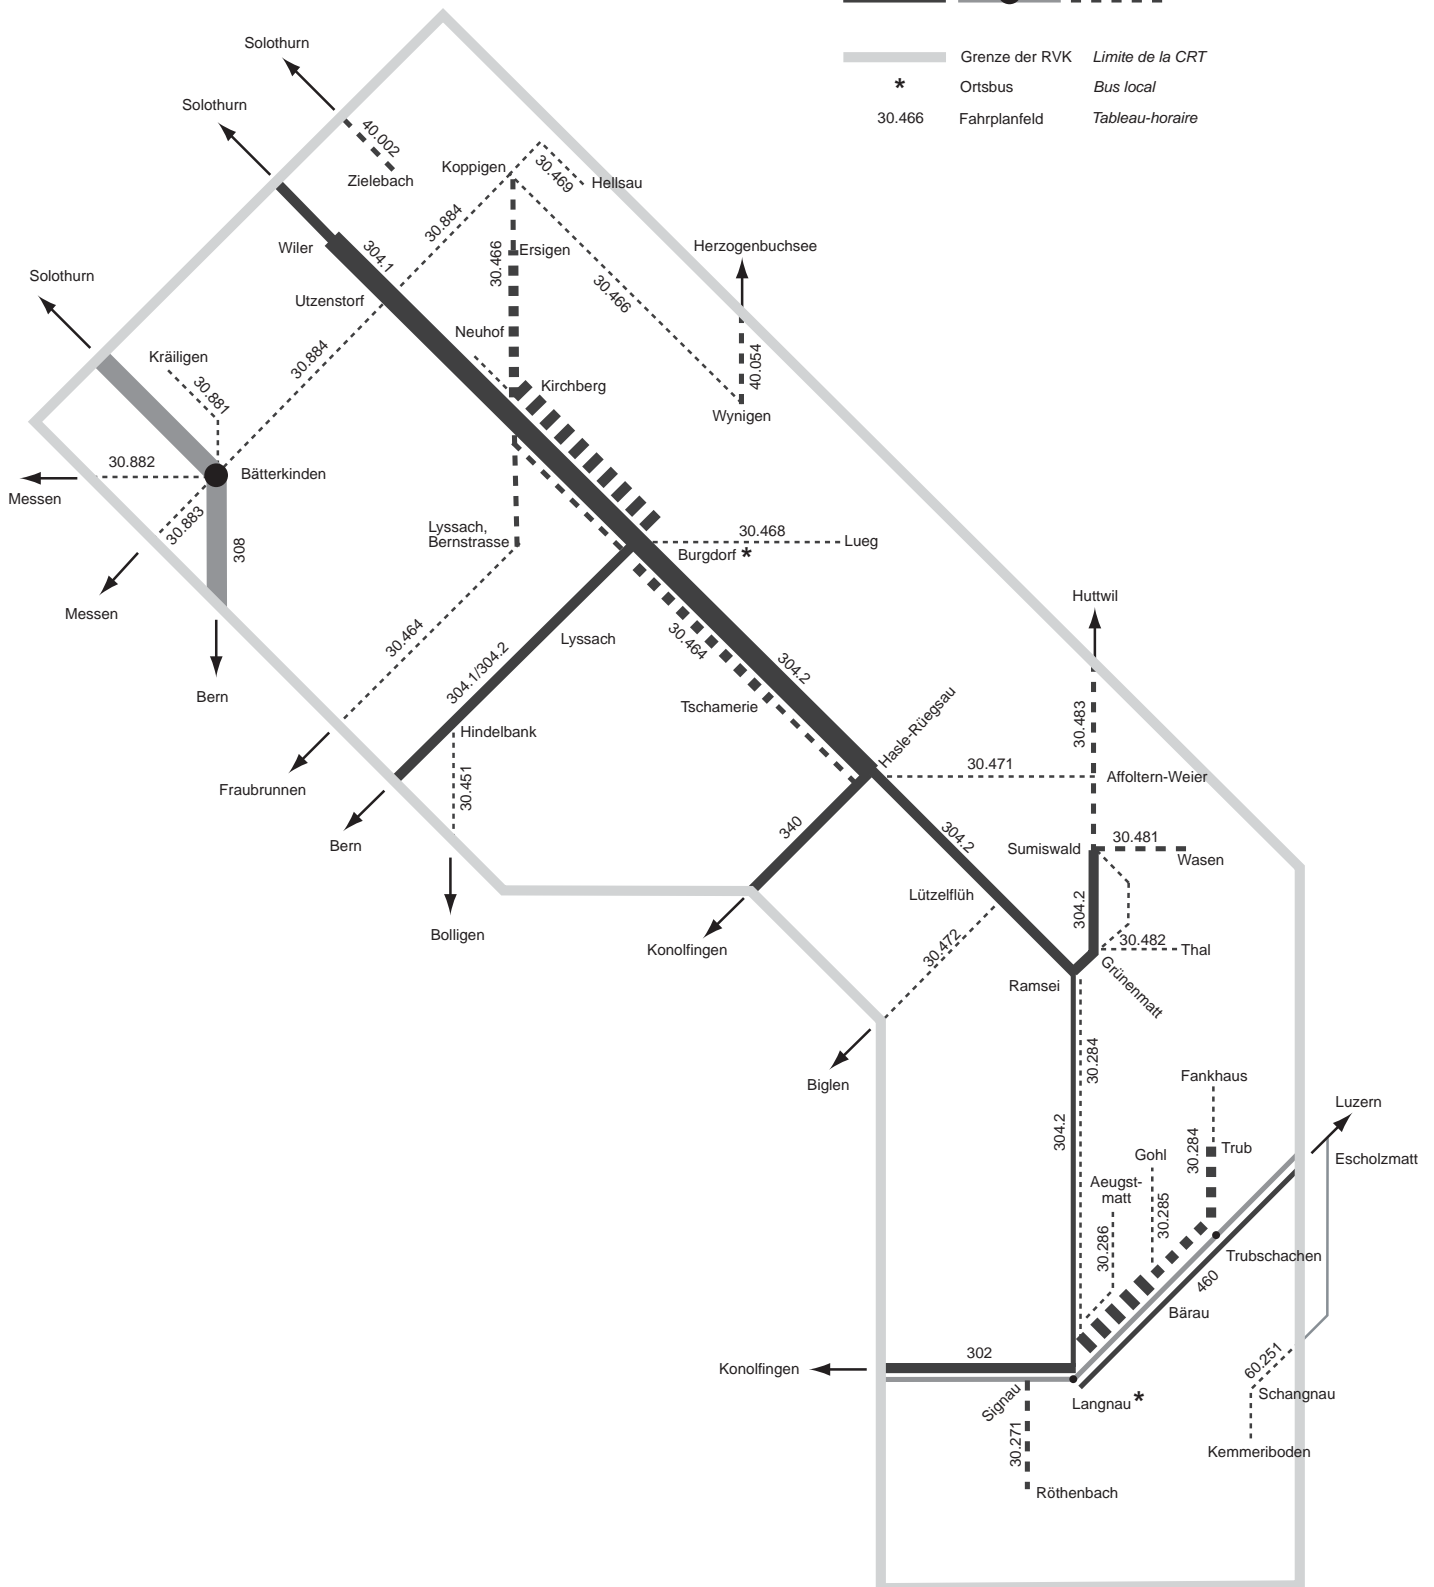 Grenze der RVK Limite de la CRT
* Ortsbus Bus local
30.466 Fahrplanfeld Tableau-horaire
Solothurn
Solothurn
40.002
Zielebach
Koppigen
30.469
Hellsau
30.884
Wiler
304.1
30.466
Ersigen
Herzogenbuchsee
Solothurn
Utzenstorf
30.466
Neuhof
Kräiligen
30.884
30.881
40.054
Kirchberg
Wynigen
30.882
Bätterkinden
Messen
30.883
308
Lyssach,
Bernstrasse
30.468
Lueg
Burgdorf *
Messen
Huttwil
30.464
Lyssach
30.464
304.1/304.2
304.2
Bern
Tschamerie
Hasle-Rüegsau
30.483
Hindelbank
30.451
30.471
Affoltern-Weier
Fraubrunnen
340
304.2
Bern
Sumiswald
30.481
Wasen
Lützelflüh
304.2
Bolligen
Konolfingen
30.472
30.482
Thal
Grünenmatt
Ramsei
30.284
Biglen
Fankhaus
Luzern
304.2
30.284
Trub
Gohl
Escholzmatt
Aeugst-
matt
30.285
30.286
Trubschachen
460
Bärau
302
Konolfingen
60.251
Signau
Langnau *
Schangnau
30.271
Kemmeriboden
Röthenbach